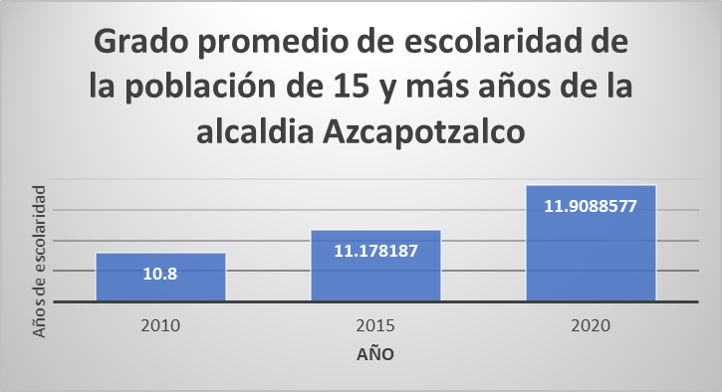 Grado promedio de escolaridad de
la población de 15 y más años de la
alcaldia Azcapotzalco
Años de escolaridad
10.8
11.178187
11.9088577
2010
2015
2020
AÑO